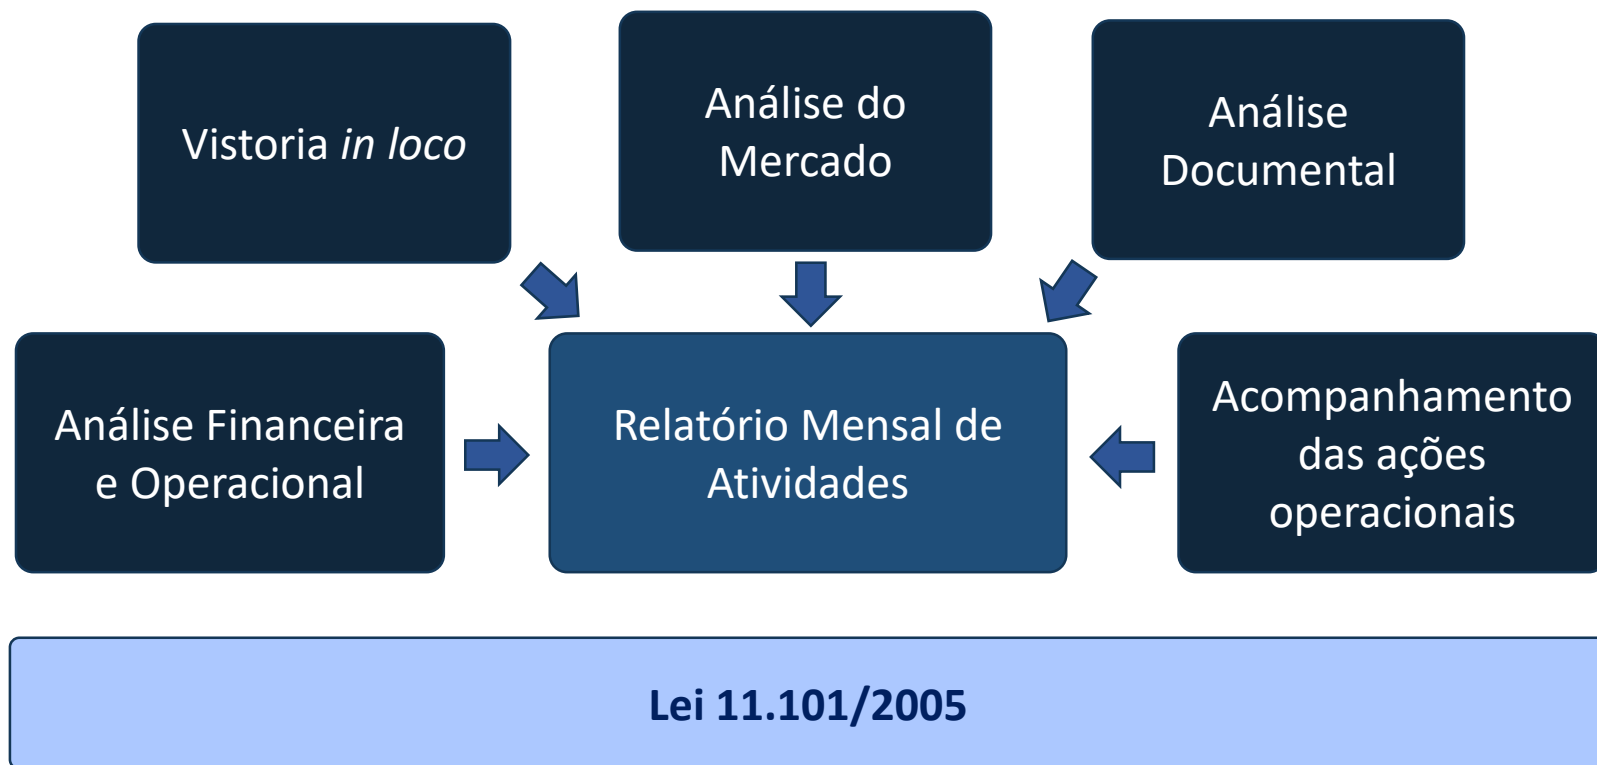 Vistoria in loco
Análise do
Mercado
Análise
Documental
Análise Financeira
e Operacional
Relatório Mensal de
Atividades
Acompanhamento
das ações
operacionais
Lei 11.101/2005